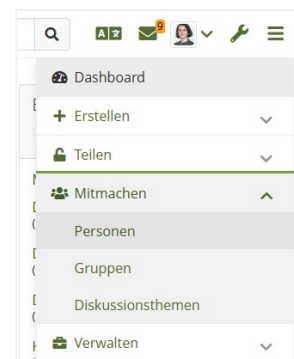 9
Dashboard
Erstellen
Teilen
Mitmachen
Personen
Gruppen
Diskussionsthemen
Verwalten